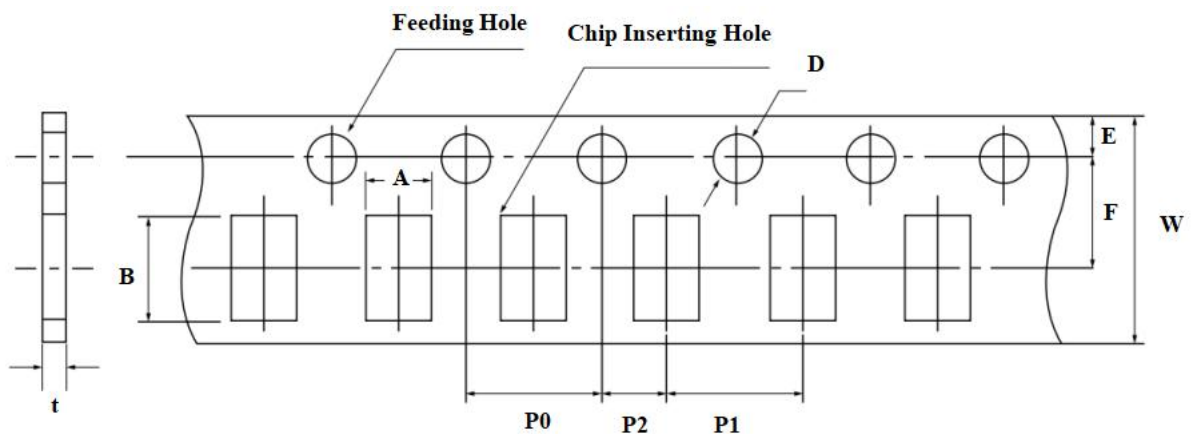 Feeding Hole
Chip Inserting Hole
D
E
A
F
W
B
t
P0
P2
P1